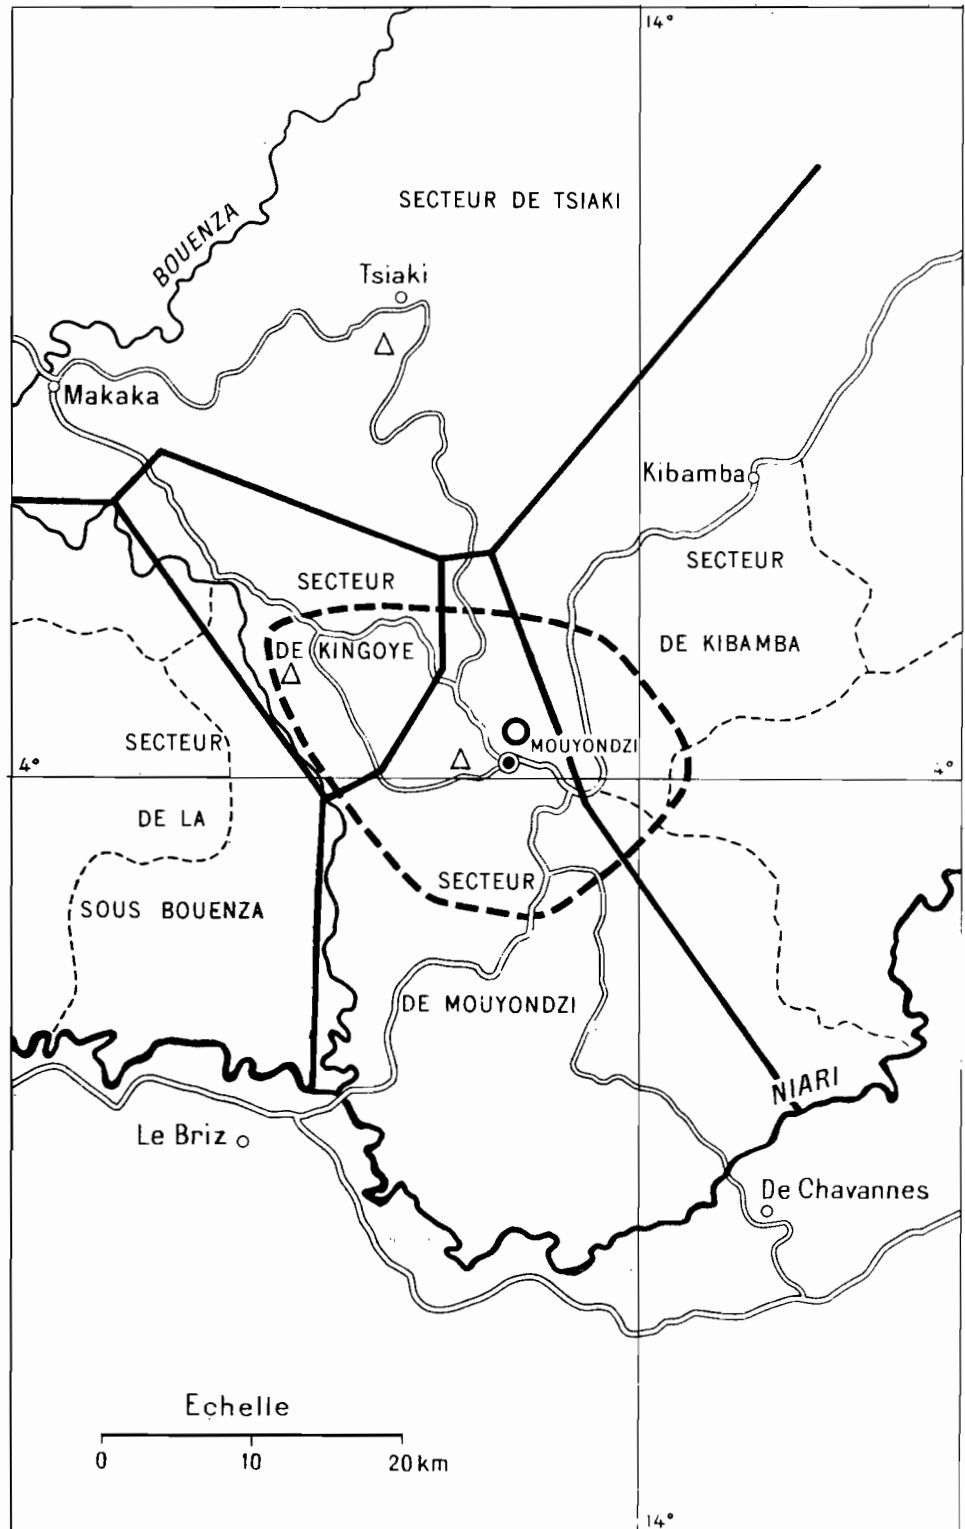 14°
SECTEUR DE TSIAKI
BOUENZA
Tsiaki
Makaka
Kibamba
SECTEUR
SECTEUR
DE KIBAMBA
DE KINGOYE
SECTEUR
MOUYONDZI
4°
4°
DE LA
SECTEUR
SOUS BOUENZA
DE MOUYONDZI
NIARI
Le Briz
De Chavannes
Echelle
0 10 20 km
14°